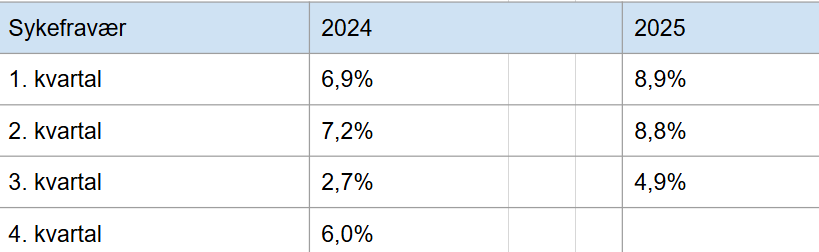 Sykefravær 2024 2025
1. kvartal 6,9% 8,9%
2. kvartal 7,2% 8,8%
3. kvartal 2,7% 4,9%
4. kvartal 6,0%